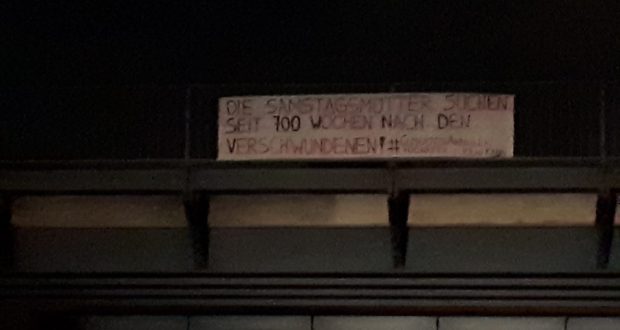 DIE SAMSTAGSMÜTTER SUCHEN
SEIT 700 WOCHEN NACH DEN
VERSCHWUNDENEN! #